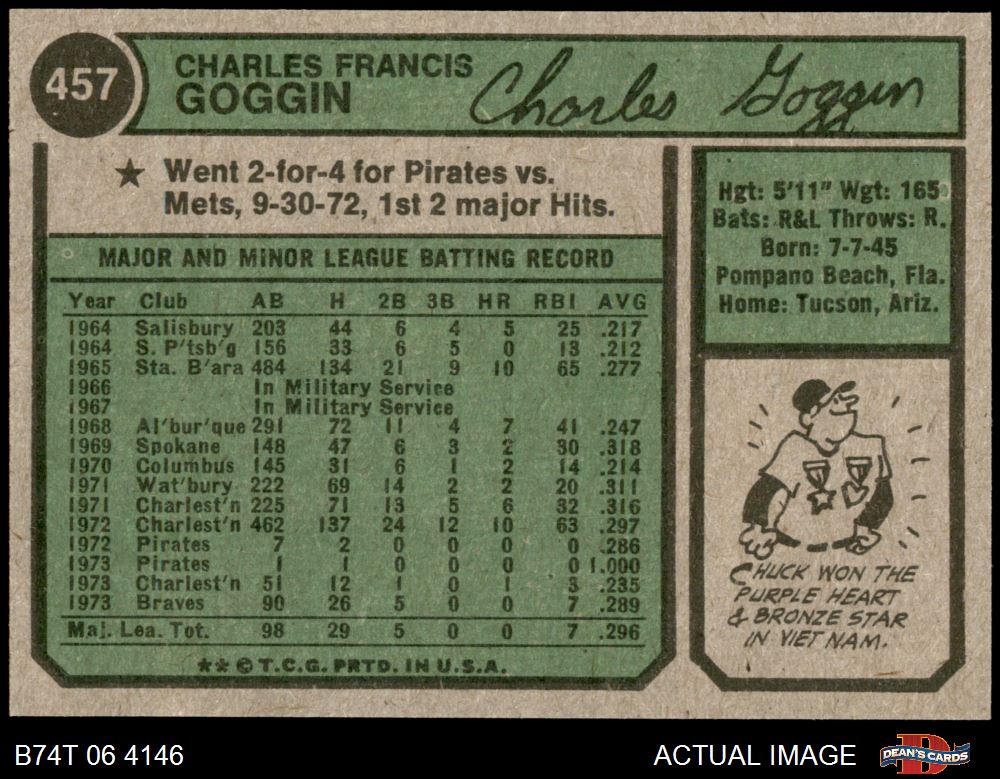 457
CHARLES FRANCIS
GOGGIN
Charles Goggin
★ Went 2-for-4 for Pirates vs.
Mets, 9-30-72, 1st 2 major Hits.
MAJOR AND MINOR LEAGUE BATTING RECORD
Year Club AB H 2B 3B HR RBI AVG
1964 Salisbury 203 44 6 4 5 25 .217
1964 S. P'tsb'g 156 33 6 5 0 13 .212
1965 Sta. B'ara 484 134 21 9 10 65 .277
1966 In Military Service
1967 In Military Service
1968 Al'bur'que 291 72 11 4 7 41 .247
1969 Spokane 148 47 6 3 2 30 .318
1970 Columbus 145 31 6 1 2 14 .214
1971 Wat'bury 222 69 14 2 2 20 .311
1971 Charlest'n 225 71 13 5 6 32 .316
1972 Charlest'n 462 137 24 12 10 63 .297
1972 Pirates 7 2 0 0 0 0 .286
1973 Pirates 1 1 0 0 0 0 1.000
1973 Charlest'n 51 12 1 0 1 3 .235
1973 Braves 90 26 5 0 0 7 .289
Maj. Lea. Tot. 98 29 5 0 0 7 .296
★★ © T.C.G. PRTD. IN U.S.A.
Hgt: 5'11" Wgt: 165
Bats: R&L Throws: R.
Born: 7-7-45
Pompano Beach, Fla.
Home: Tucson, Ariz.
CHUCK WON THE
PURPLE HEART
& BRONZE STAR
IN VIET NAM.
B74T 06 4146
ACTUAL IMAGE
DEAN'S CARDS